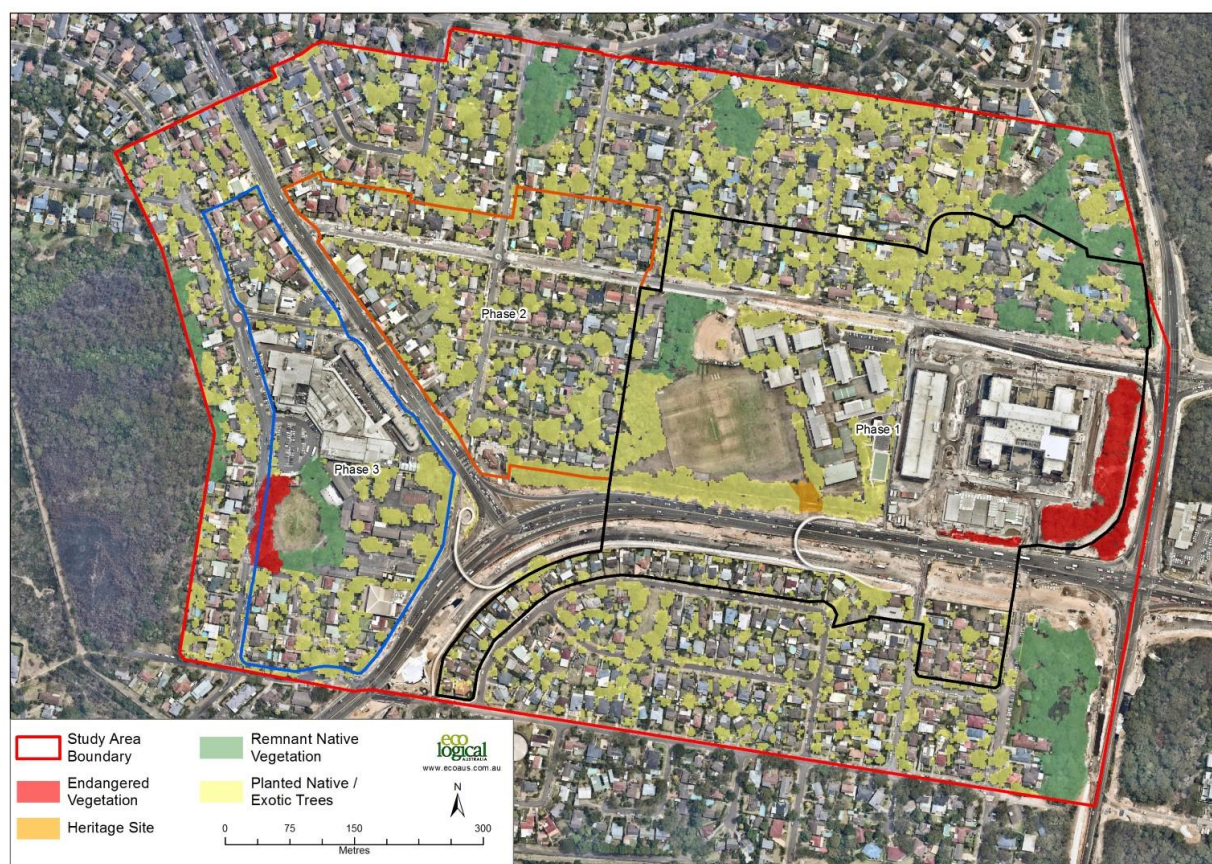 Phase 2
Phase 1
Phase 3
Study Area
Boundary
Endangered
Vegetation
Heritage Site
Remnant Native
Vegetation
Planted Native /
Exotic Trees
eco
logical
AUSTRALIA
www.ecoaus.com.au
N
0 75 150 300
Metres